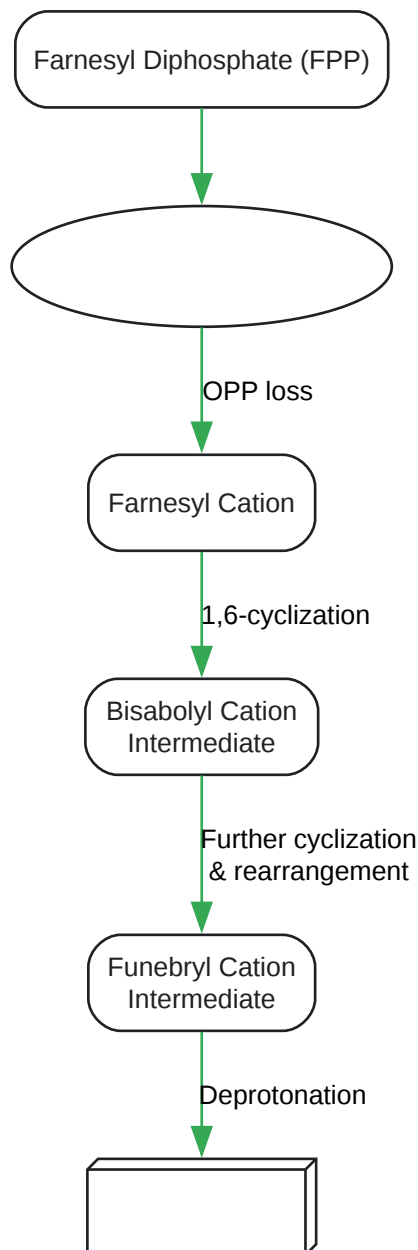 Farnesyl Diphosphate (FPP)
OPP loss
Farnesyl Cation
1,6-cyclization
Bisabolyl Cation
Intermediate
Further cyclization
& rearrangement
Funebryl Cation
Intermediate
Deprotonation